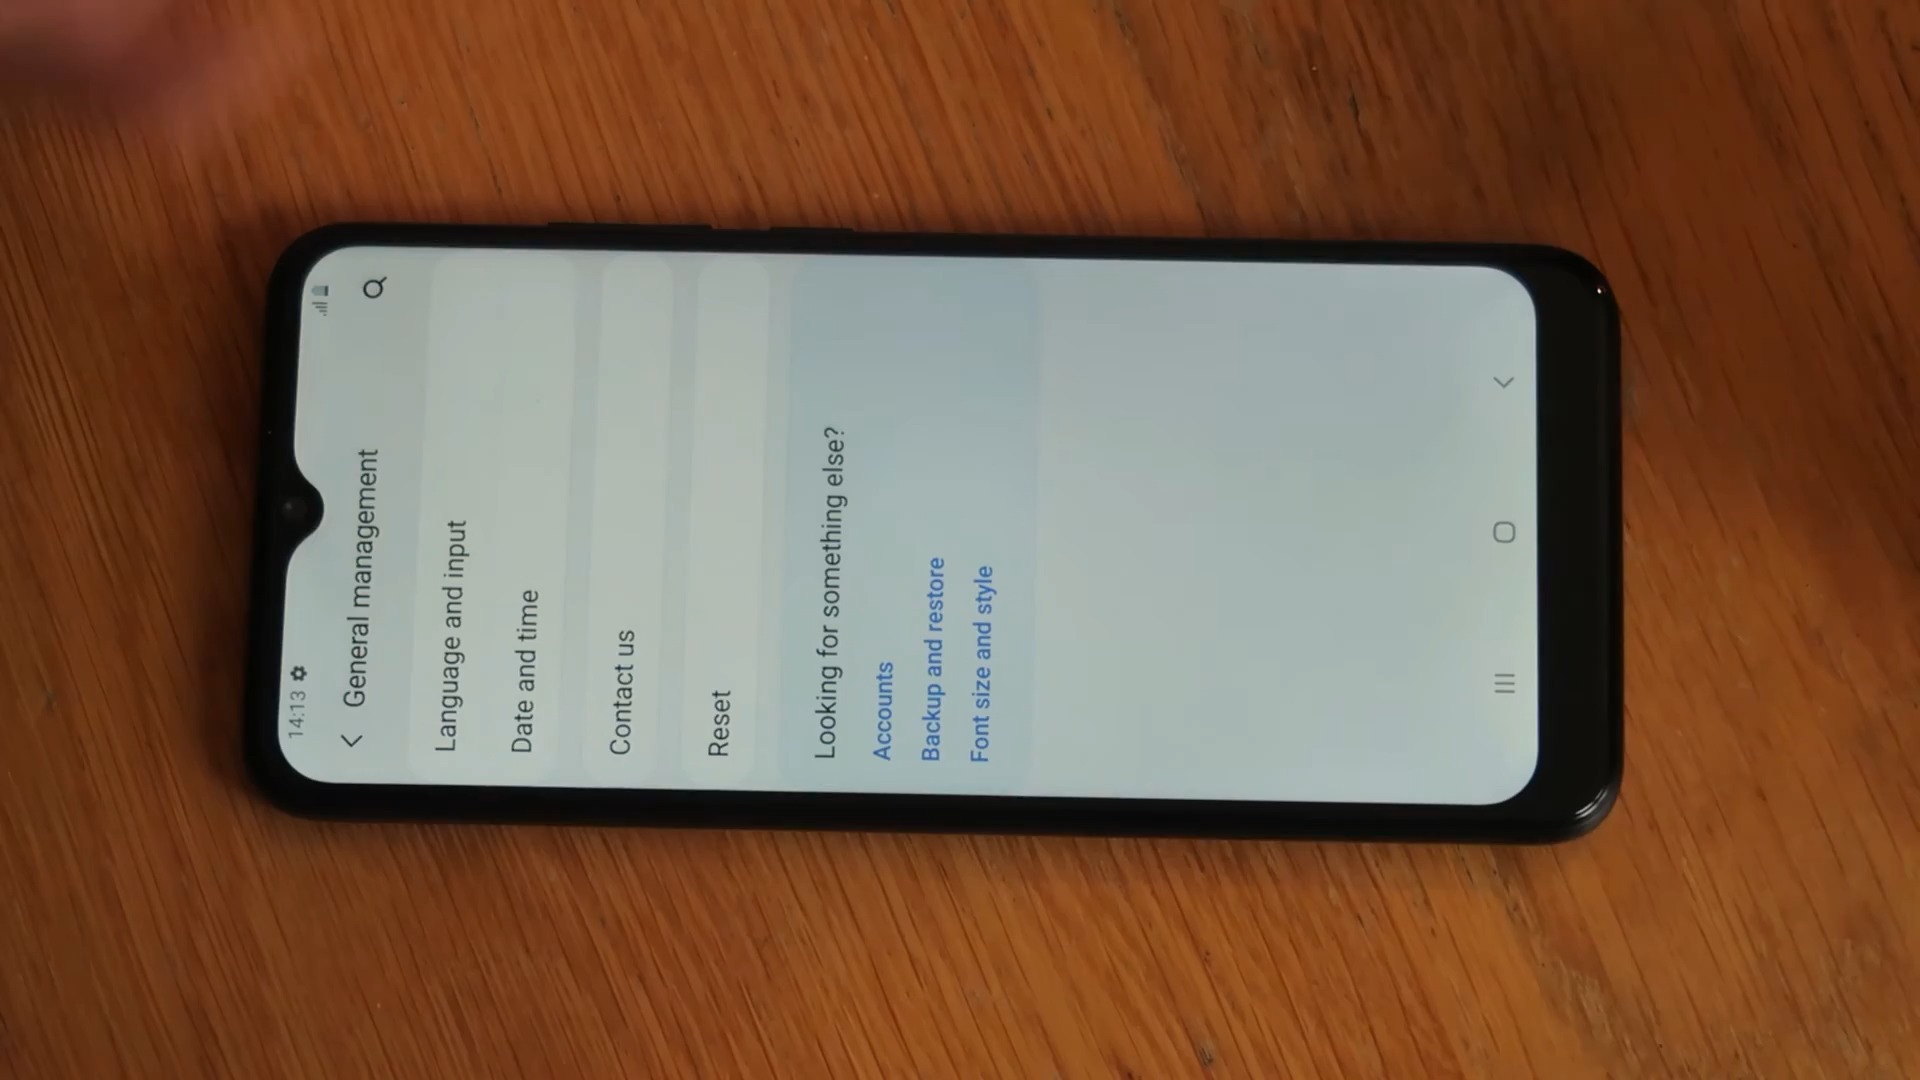 14:13
General management
Language and input
Date and time
Contact us
Reset
Looking for something else?
Accounts
Backup and restore
Font size and style